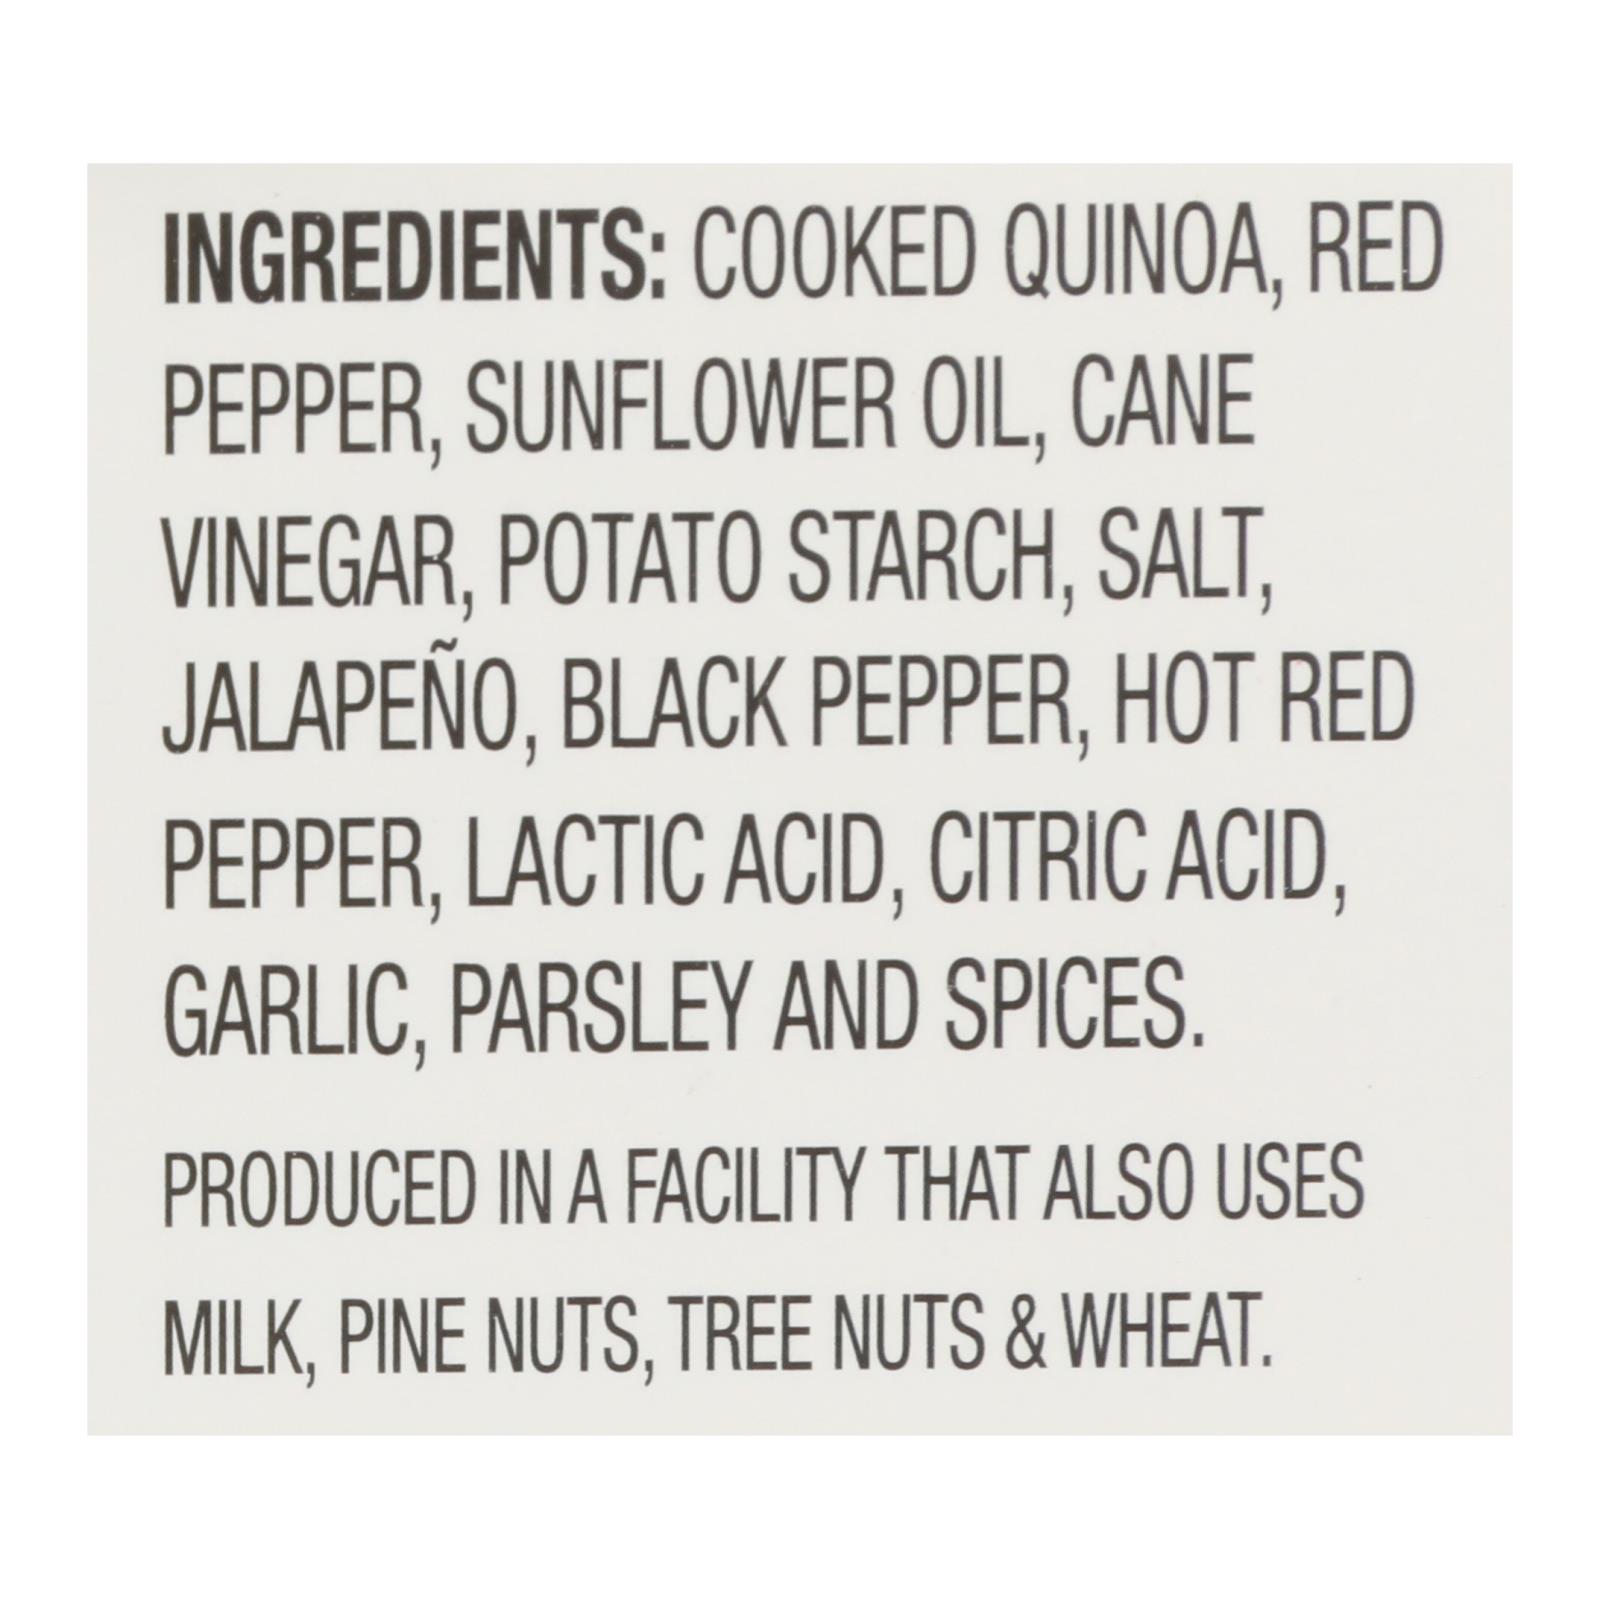 INGREDIENTS: COOKED QUINOA, RED
PEPPER, SUNFLOWER OIL, CANE
VINEGAR, POTATO STARCH, SALT,
JALAPEÑO, BLACK PEPPER, HOT RED
PEPPER, LACTIC ACID, CITRIC ACID,
GARLIC, PARSLEY AND SPICES.
PRODUCED IN A FACILITY THAT ALSO USES
MILK, PINE NUTS, TREE NUTS & WHEAT.